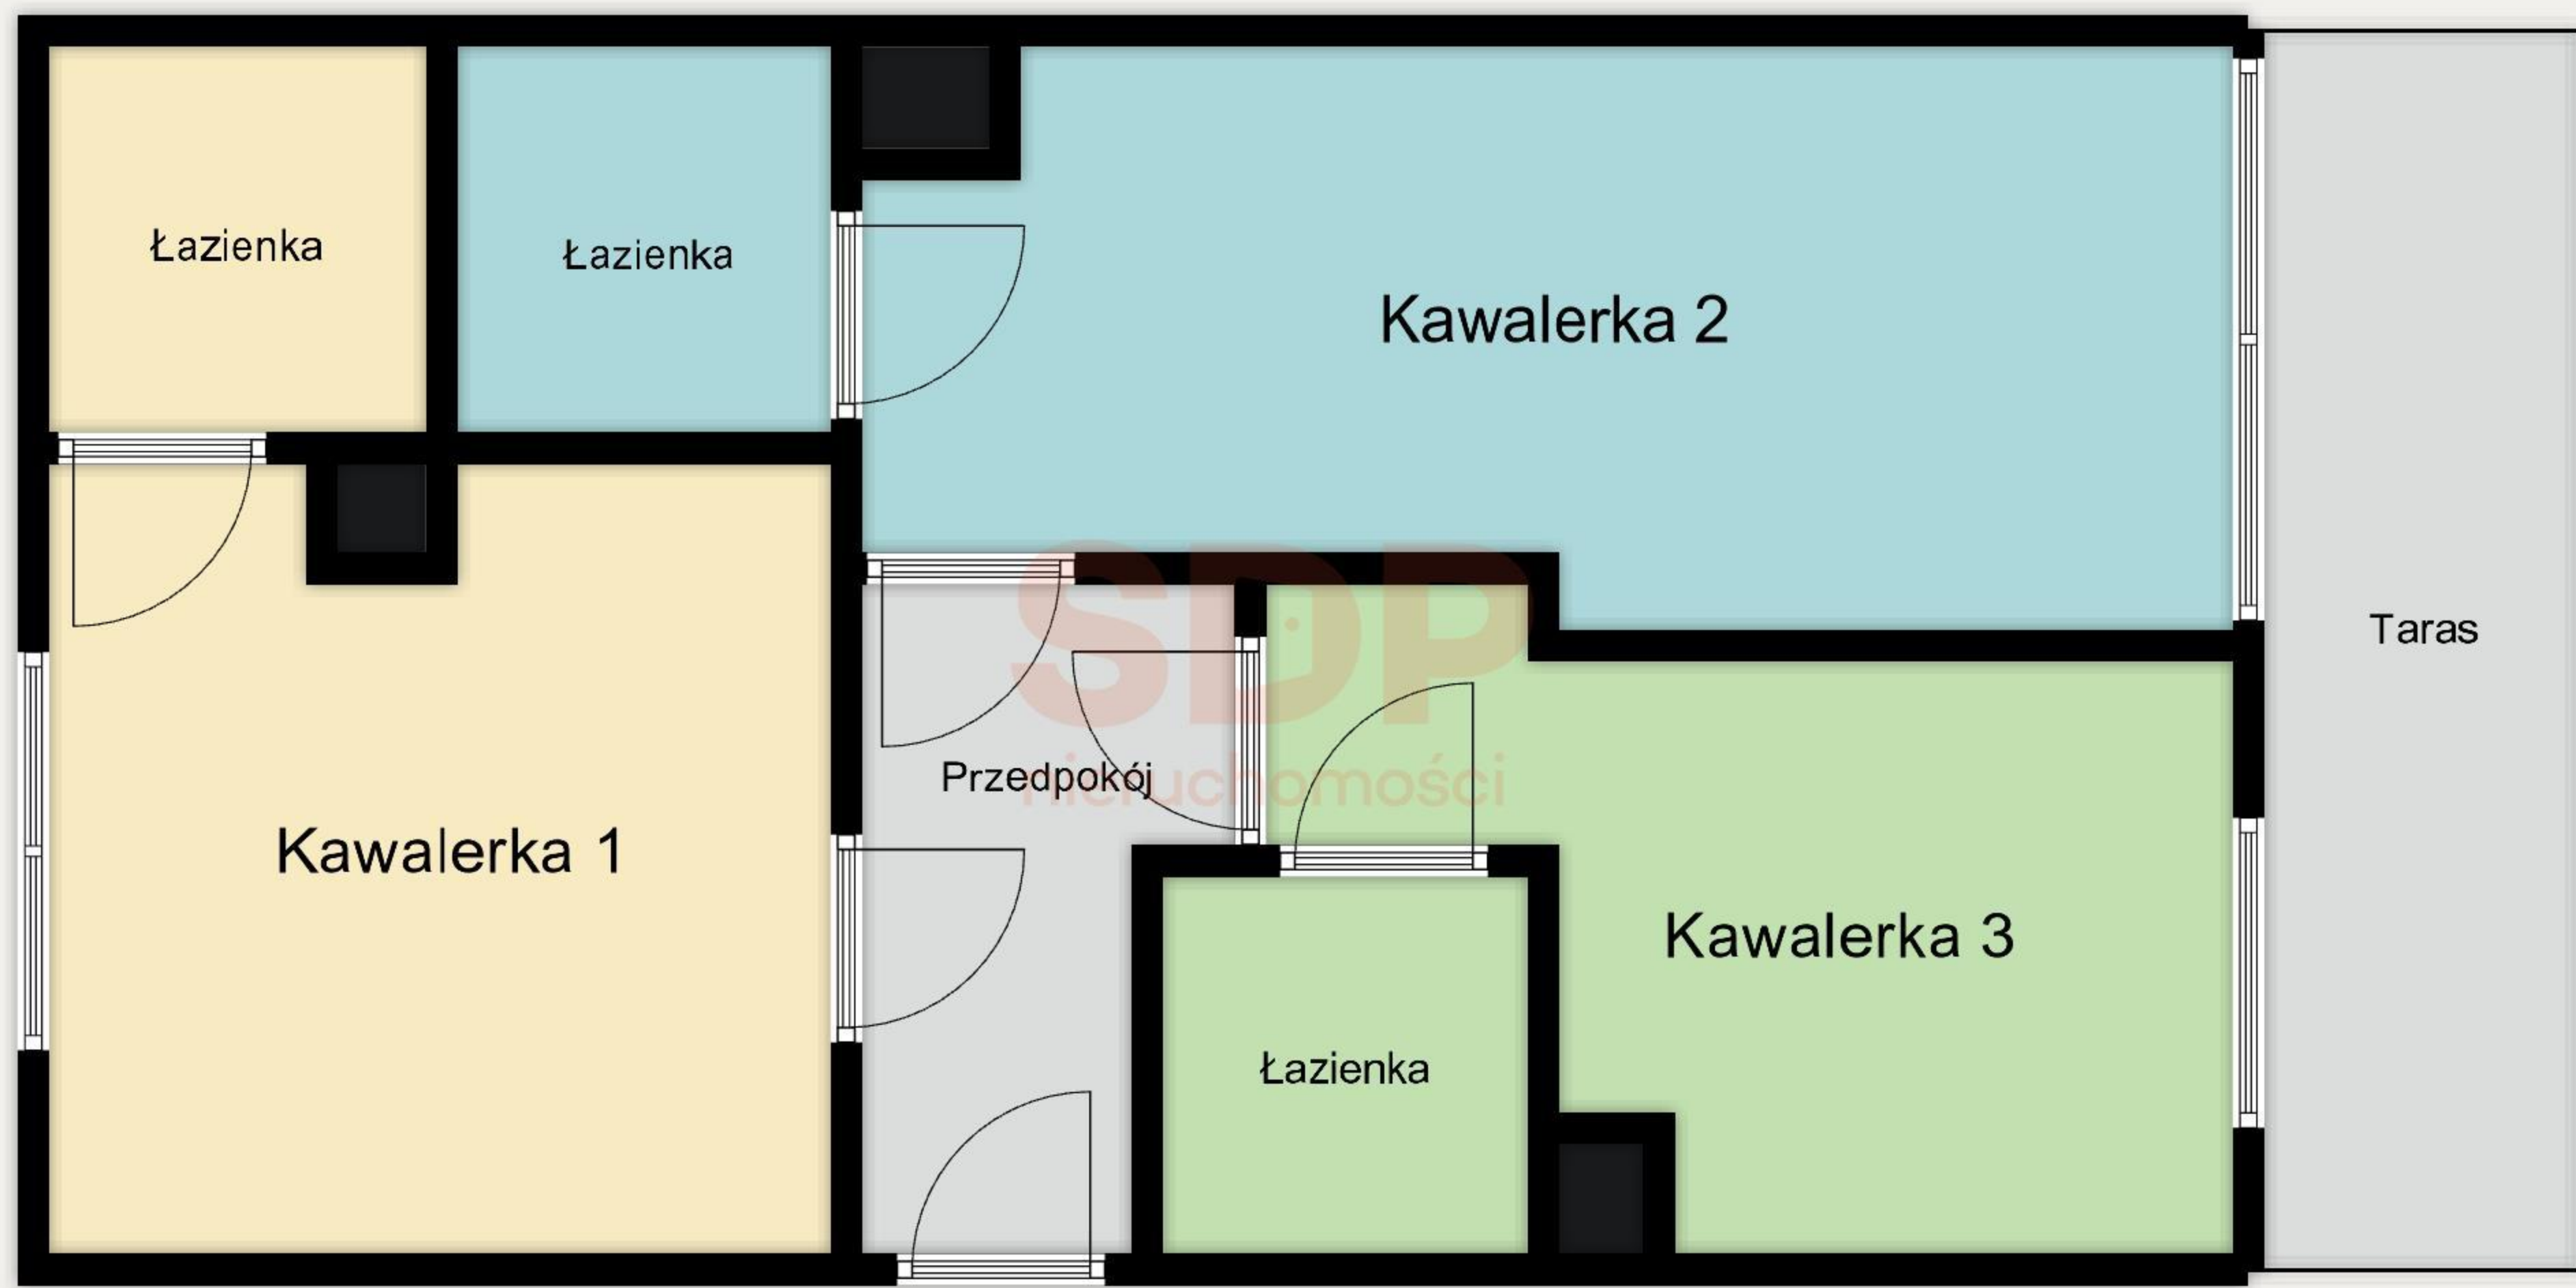 Łazienka
Łazienka
Kawalerka 2
Taras
SDP
nieruchomości
Przedpokój
Kawalerka 1
Kawalerka 3
Łazienka